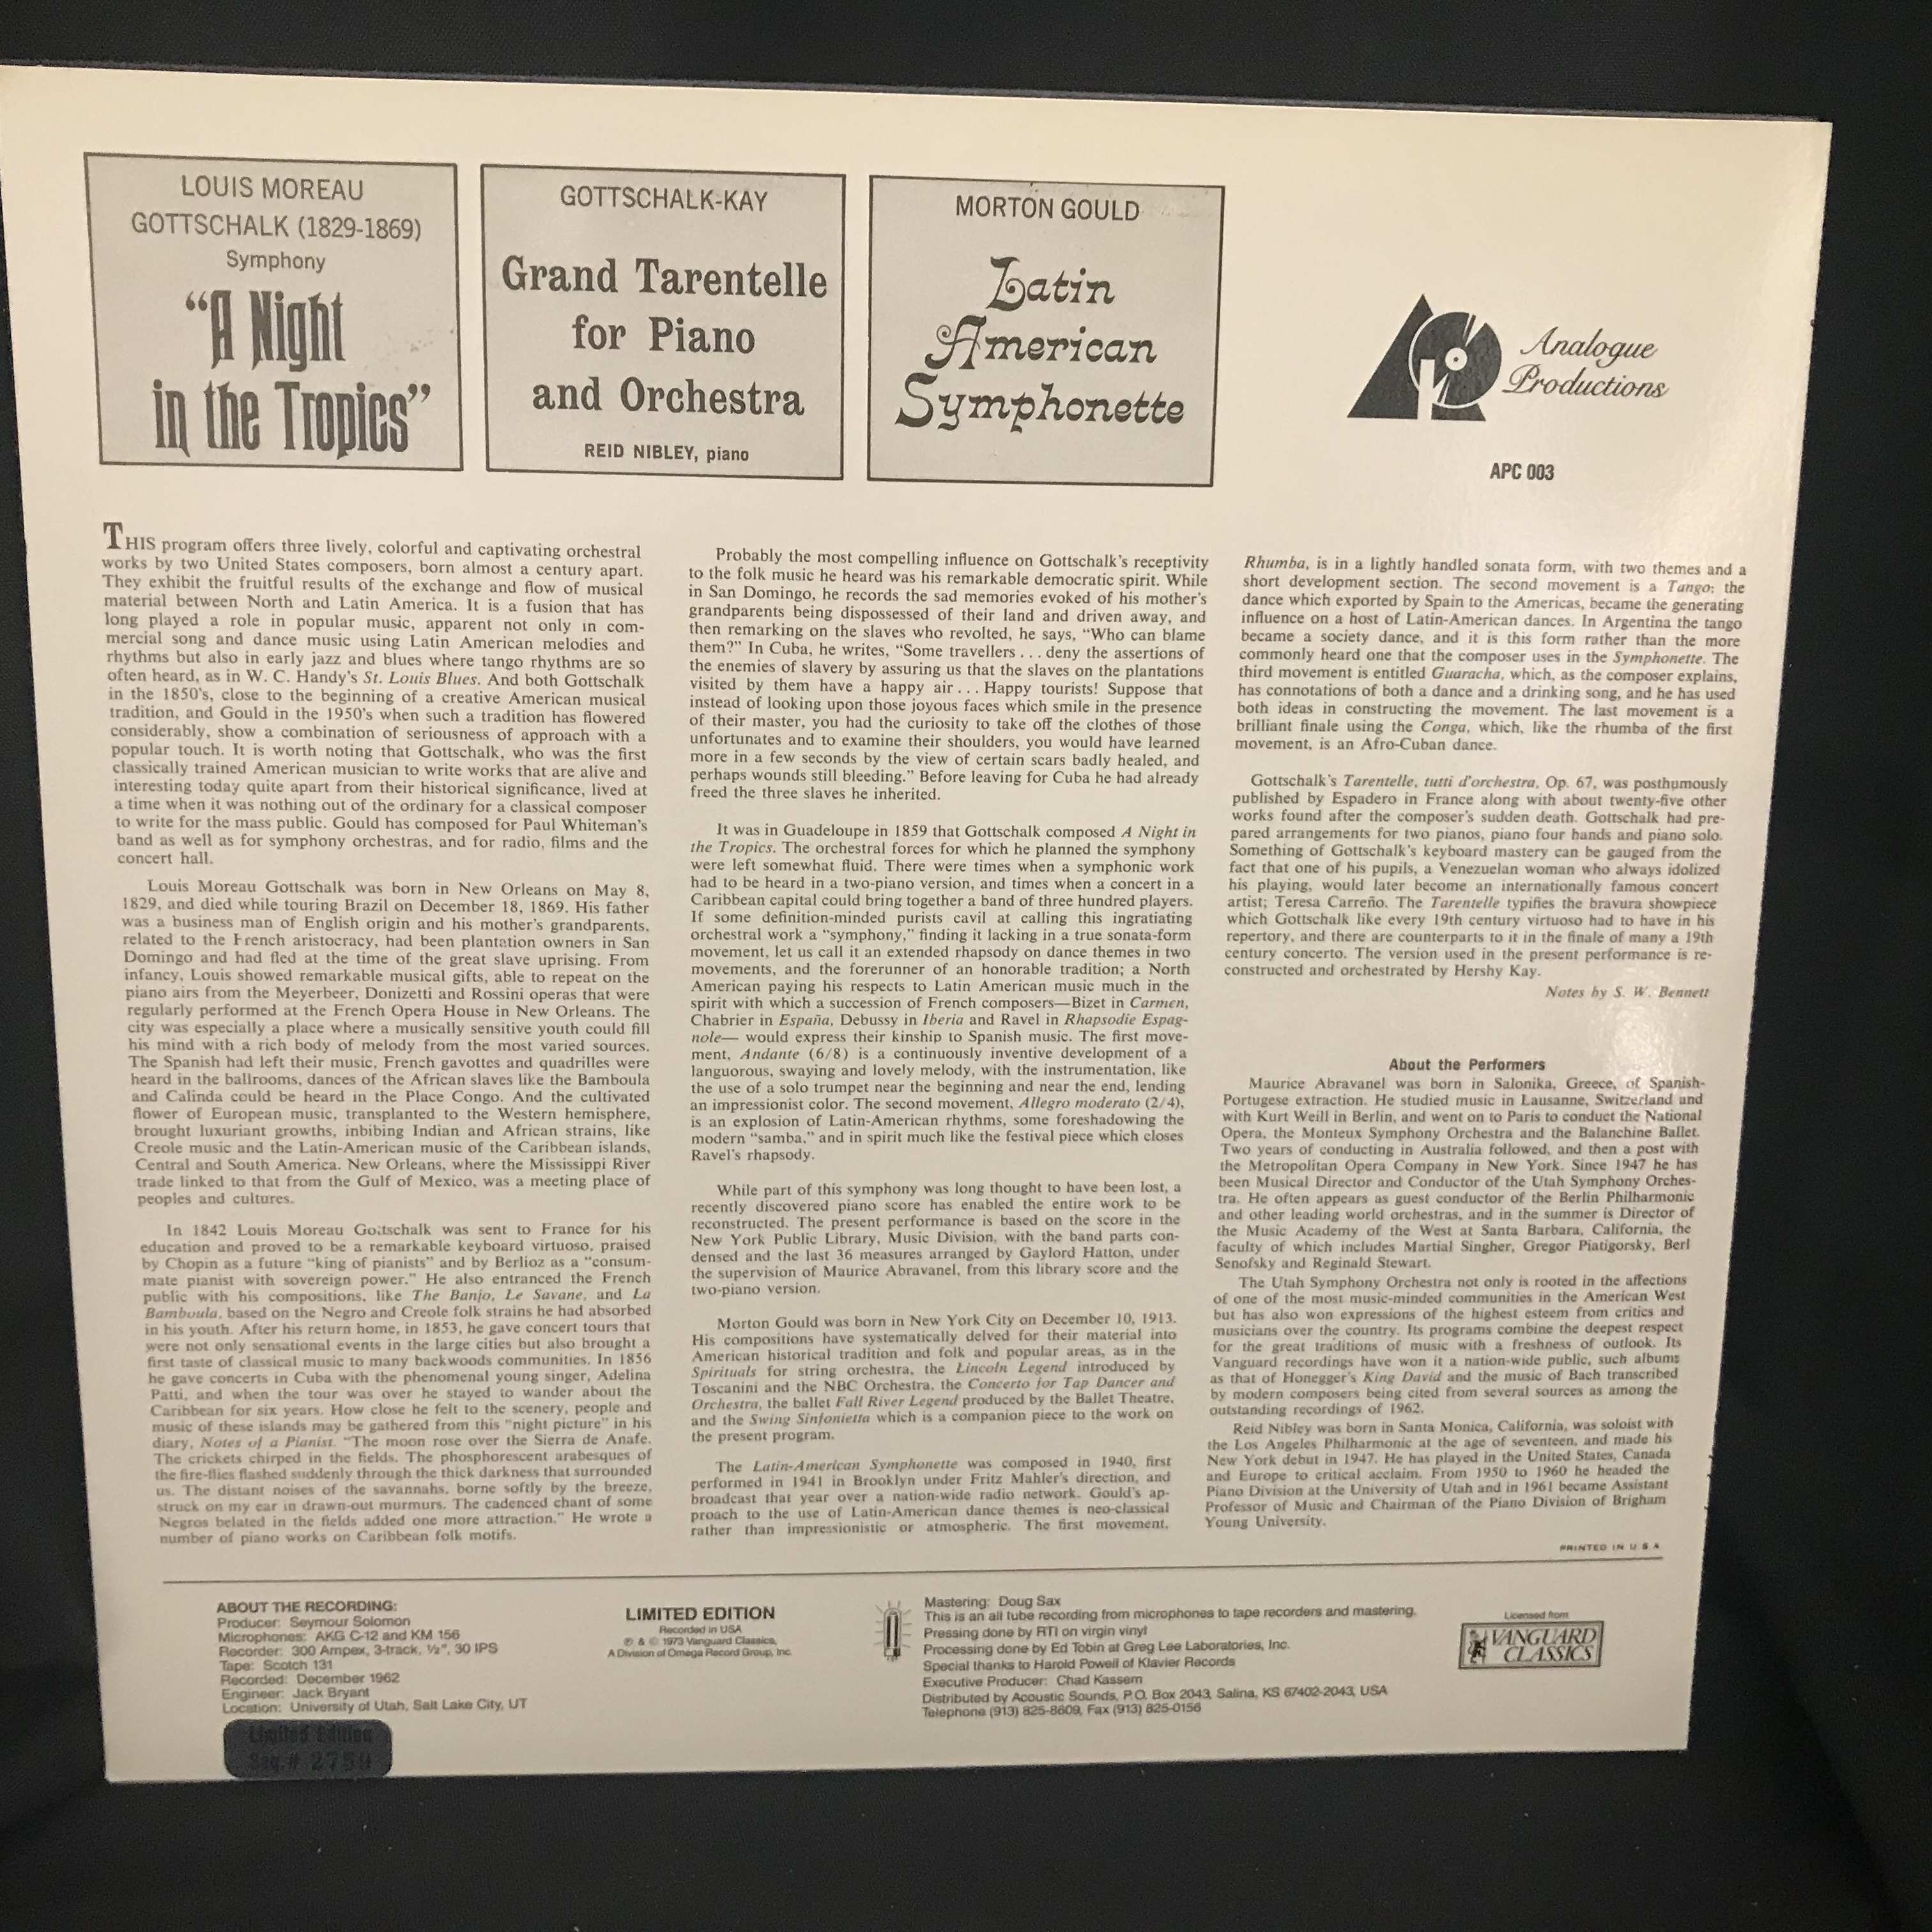 LOUIS MOREAU
GOTTSCHALK (1829-1869)
Symphony
“A Night
in the Tropics”
GOTTSCHALK-KAY
Grand Tarentelle
for Piano
and Orchestra
REID NIBLEY, piano
MORTON GOULD
Latin
American
Symphonette
Analogue
Productions
APC 003
THIS program offers three lively, colorful and captivating orchestral
works by two United States composers, born almost a century apart.
They exhibit the fruitful results of the exchange and flow of musical
material between North and Latin America. It is a fusion that has
long played a role in popular music, apparent not only in com-
mercial song and dance music using Latin American melodies and
rhythms but also in early jazz and blues where tango rhythms are so
often heard, as in W. C. Handy’s St. Louis Blues. And both Gottschalk
in the 1850’s, close to the beginning of a creative American musical
tradition, and Gould in the 1950’s when such a tradition has flowered
considerably, show a combination of seriousness of approach with a
popular touch. It is worth noting that Gottschalk, who was the first
classically trained American musician to write works that are alive and
interesting today quite apart from their historical significance, lived at
a time when it was nothing out of the ordinary for a classical composer
to write for the mass public. Gould has composed for Paul Whiteman’s
band as well as for symphony orchestras, and for radio, films and the
concert hall.
Louis Moreau Gottschalk was born in New Orleans on May 8,
1829, and died while touring Brazil on December 18, 1869. His father
was a business man of English origin and his mother’s grandparents,
related to the French aristocracy, had been plantation owners in San
Domingo and had fled at the time of the great slave uprising. From
infancy, Louis showed remarkable musical gifts, able to repeat on the
piano airs from the Meyerbeer, Donizetti and Rossini operas that were
regularly performed at the French Opera House in New Orleans. The
city was especially a place where a musically sensitive youth could fill
his mind with a rich body of melody from the most varied sources.
The Spanish had left their music, French gavottes and quadrilles were
heard in the ballrooms, dances of the African slaves like the Bamboula
and Calinda could be heard in the Place Congo. And the cultivated
flower of European music, transplanted to the Western hemisphere,
brought luxuriant growths, inbibing Indian and African strains, like
Creole music and the Latin-American music of the Caribbean islands,
Central and South America. New Orleans, where the Mississippi River
trade linked to that from the Gulf of Mexico, was a meeting place of
peoples and cultures.
In 1842 Louis Moreau Gottschalk was sent to France for his
education and proved to be a remarkable keyboard virtuoso, praised
by Chopin as a future “king of pianists” and by Berlioz as a “consum-
mate pianist with sovereign power.” He also entranced the French
public with his compositions, like The Banjo, Le Savane, and La
Bamboula, based on the Negro and Creole folk strains he had absorbed
in his youth. After his return home, in 1853, he gave concert tours that
were not only sensational events in the large cities but also brought a
first taste of classical music to many backwoods communities. In 1856
he gave concerts in Cuba with the phenomenal young singer, Adelina
Patti, and when the tour was over he stayed to wander about the
Caribbean for six years. How close he felt to the scenery, people and
music of these islands may be gathered from this “night picture” in his
diary, Notes of a Pianist. “The moon rose over the Sierra de Anafe.
The crickets chirped in the fields. The phosphorescent arabesques of
the fire-flies flashed suddenly through the thick darkness that surrounded
us. The distant noises of the savannahs, borne softly by the breeze,
struck on my ear in drawn-out murmurs. The cadenced chant of some
Negros belated in the fields added one more attraction.” He wrote a
number of piano works on Caribbean folk motifs.
Probably the most compelling influence on Gottschalk’s receptivity
to the folk music he heard was his remarkable democratic spirit. While
in San Domingo, he records the sad memories evoked of his mother’s
grandparents being dispossessed of their land and driven away, and
then remarking on the slaves who revolted, he says, “Who can blame
them?” In Cuba, he writes, “Some travellers . . . deny the assertions of
the enemies of slavery by assuring us that the slaves on the plantations
visited by them have a happy air . . . Happy tourists! Suppose that
instead of looking upon those joyous faces which smile in the presence
of their master, you had the curiosity to take off the clothes of those
unfortunates and to examine their shoulders, you would have learned
more in a few seconds by the view of certain scars badly healed, and
perhaps wounds still bleeding.” Before leaving for Cuba he had already
freed the three slaves he inherited.
It was in Guadeloupe in 1859 that Gottschalk composed A Night in
the Tropics. The orchestral forces for which he planned the symphony
were left somewhat fluid. There were times when a symphonic work
had to be heard in a two-piano version, and times when a concert in a
Caribbean capital could bring together a band of three hundred players.
If some definition-minded purists cavil at calling this ingratiating
orchestral work a “symphony,” finding it lacking in a true sonata-form
movement, let us call it an extended rhapsody on dance themes in two
movements, and the forerunner of an honorable tradition; a North
American paying his respects to Latin American music much in the
spirit with which a succession of French composers—Bizet in Carmen,
Chabrier in España, Debussy in Iberia and Ravel in Rhapsodie Espag-
nole— would express their kinship to Spanish music. The first move-
ment, Andante (6/8) is a continuously inventive development of a
languorous, swaying and lovely melody, with the instrumentation, like
the use of a solo trumpet near the beginning and near the end, lending
an impressionist color. The second movement, Allegro moderato (2/4),
is an explosion of Latin-American rhythms, some foreshadowing the
modern “samba,” and in spirit much like the festival piece which closes
Ravel’s rhapsody.
While part of this symphony was long thought to have been lost, a
recently discovered piano score has enabled the entire work to be
reconstructed. The present performance is based on the score in the
New York Public Library, Music Division, with the band parts con-
densed and the last 36 measures arranged by Gaylord Hatton, under
the supervision of Maurice Abravanel, from this library score and the
two-piano version.
Morton Gould was born in New York City on December 10, 1913.
His compositions have systematically delved for their material into
American historical tradition and folk and popular areas, as in the
Spirituals for string orchestra, the Lincoln Legend introduced by
Toscanini and the NBC Orchestra, the Concerto for Tap Dancer and
Orchestra, the ballet Fall River Legend produced by the Ballet Theatre,
and the Swing Sinfonietta which is a companion piece to the work on
the present program.
The Latin-American Symphonette was composed in 1940, first
performed in 1941 in Brooklyn under Fritz Mahler’s direction, and
broadcast that year over a nation-wide radio network. Gould’s ap-
proach to the use of Latin-American dance themes is neo-classical
rather than impressionistic or atmospheric. The first movement,
Rhumba, is in a lightly handled sonata form, with two themes and a
short development section. The second movement is a Tango; the
dance which exported by Spain to the Americas, became the generating
influence on a host of Latin-American dances. In Argentina the tango
became a society dance, and it is this form rather than the more
commonly heard one that the composer uses in the Symphonette. The
third movement is entitled Guaracha, which, as the composer explains,
has connotations of both a dance and a drinking song, and he has used
both ideas in constructing the movement. The last movement is a
brilliant finale using the Conga, which, like the rhumba of the first
movement, is an Afro-Cuban dance.
Gottschalk’s Tarentelle, tutti d’orchestra, Op. 67, was posthumously
published by Espadero in France along with about twenty-five other
works found after the composer’s sudden death. Gottschalk had pre-
pared arrangements for two pianos, piano four hands and piano solo.
Something of Gottschalk’s keyboard mastery can be gauged from the
fact that one of his pupils, a Venezuelan woman who always idolized
his playing, would later become an internationally famous concert
artist; Teresa Carreño. The Tarentelle typifies the bravura showpiece
which Gottschalk like every 19th century virtuoso had to have in his
repertory, and there are counterparts to it in the finale of many a 19th
century concerto. The version used in the present performance is re-
constructed and orchestrated by Hershy Kay.
Notes by S. W. Bennett
About the Performers
Maurice Abravanel was born in Salonika, Greece, of Spanish-
Portugese extraction. He studied music in Lausanne, Switzerland and
with Kurt Weill in Berlin, and went on to Paris to conduct the National
Opera, the Monteux Symphony Orchestra and the Balanchine Ballet.
Two years of conducting in Australia followed, and then a post with
the Metropolitan Opera Company in New York. Since 1947 he has
been Musical Director and Conductor of the Utah Symphony Orches-
tra. He often appears as guest conductor of the Berlin Philharmonic
and other leading world orchestras, and in the summer is Director of
the Music Academy of the West at Santa Barbara, California, the
faculty of which includes Martial Singher, Gregor Piatigorsky, Berl
Senofsky and Reginald Stewart.
The Utah Symphony Orchestra not only is rooted in the affections
of one of the most music-minded communities in the American West
but has also won expressions of the highest esteem from critics and
musicians over the country. Its programs combine the deepest respect
for the great traditions of music with a freshness of outlook. Its
Vanguard recordings have won it a nation-wide public, such albums
as that of Honegger’s King David and the music of Bach transcribed
by modern composers being cited from several sources as among the
outstanding recordings of 1962.
Reid Nibley was born in Santa Monica, California, was soloist with
the Los Angeles Philharmonic at the age of seventeen, and made his
New York debut in 1947. He has played in the United States, Canada
and Europe to critical acclaim. From 1950 to 1960 he headed the
Piano Division at the University of Utah and in 1961 became Assistant
Professor of Music and Chairman of the Piano Division of Brigham
Young University.
PRINTED IN U S A
ABOUT THE RECORDING:
Producer: Seymour Solomon
Microphones: AKG C-12 and KM 156
Recorder: 300 Ampex, 3-track, ½", 30 IPS
Tape: Scotch 131
Recorded: December 1962
Engineer: Jack Bryant
Location: University of Utah, Salt Lake City, UT
Limited Edition
Seq.# 2750
LIMITED EDITION
Recorded in USA
℗ & © 1973 Vanguard Classics,
A Division of Omega Record Group, Inc.
Mastering: Doug Sax
This is an all tube recording from microphones to tape recorders and mastering.
Pressing done by RTI on virgin vinyl
Processing done by Ed Tobin at Greg Lee Laboratories, Inc.
Special thanks to Harold Powell of Klavier Records
Executive Producer: Chad Kassem
Distributed by Acoustic Sounds, P.O. Box 2043, Salina, KS 67402-2043, USA
Telephone (913) 825-8609, Fax (913) 825-0156
Licensed from
VANGUARD
CLASSICS